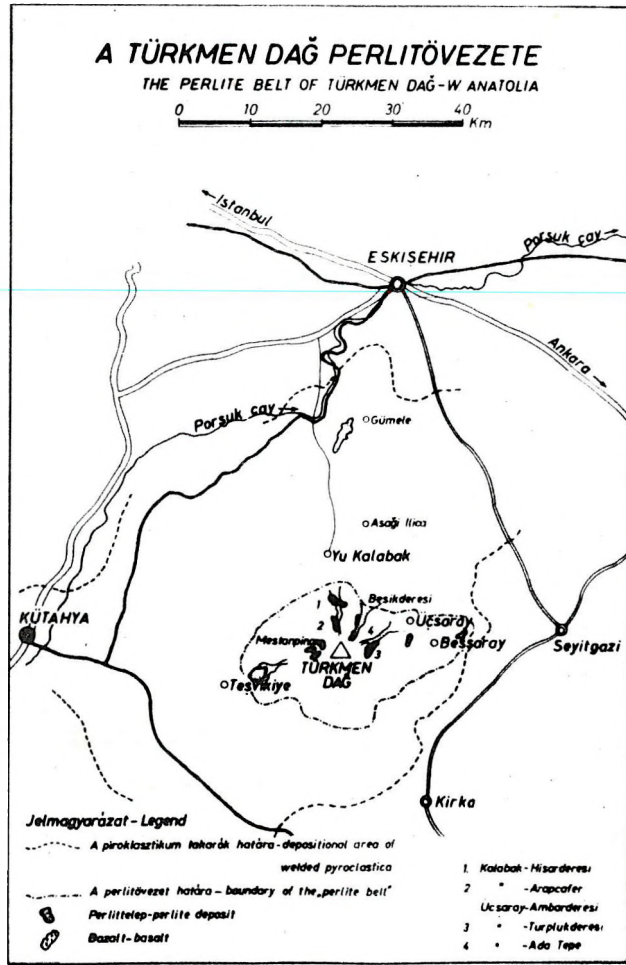 A TÜRKMEN DAĞ PERLITÖVEZETE
THE PERLITE BELT OF TÜRKMEN DAĞ-W ANATOLIA
0 10 20 30 40
Km
Istanbul
Porsuk çay
ESKISEHIR
Ankara
Porsuk çay
Gümele
Asaği Ilıca
Yu Kalabak
KÜTAHYA
Beşikderesi
1
2
4
3
Ucsaray
Bessaray
Seyitgazi
Mestanpinar
TÜRKMEN
DAĞ
Teşvikiye
Kirka
Jelmagyarázat - Legend
A piroklasztikum takarók határa - depositional area of
welded pyroclastica
A perlitövezet határa - boundary of the „perlite belt"
Perlittelep - perlite deposit
Bazalt - basalt
1. Kalabak - Hisarderesi
2 " - Arapcafer
Ucsaray - Ambarderesi
3 " - Turplukderesi
4 " - Ada Tepe